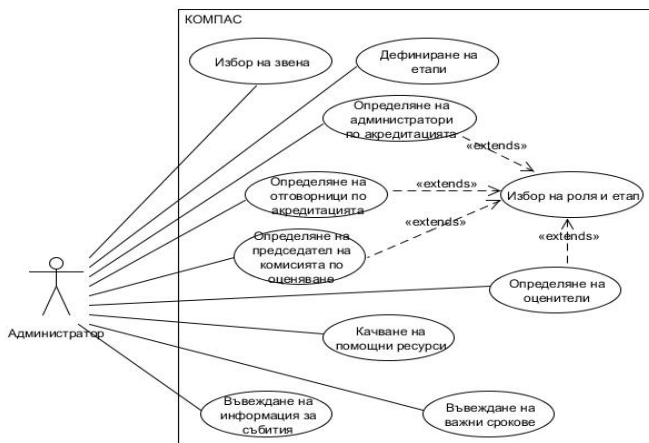 КОМПАС
Избор на звена
Дефиниране на
етапи
Определяне на
администратори
по акредитацията
«extends»
Определяне на
отговорници по
акредитацията
«extends»
Избор на роля и етап
«extends»
Определяне на
председател на
комисията по
оценяване
«extends»
Определяне на
оценители
Администратор
Качване на
помощни ресурси
Въвеждане на
информация за
събития
Въвеждане на
важни срокове